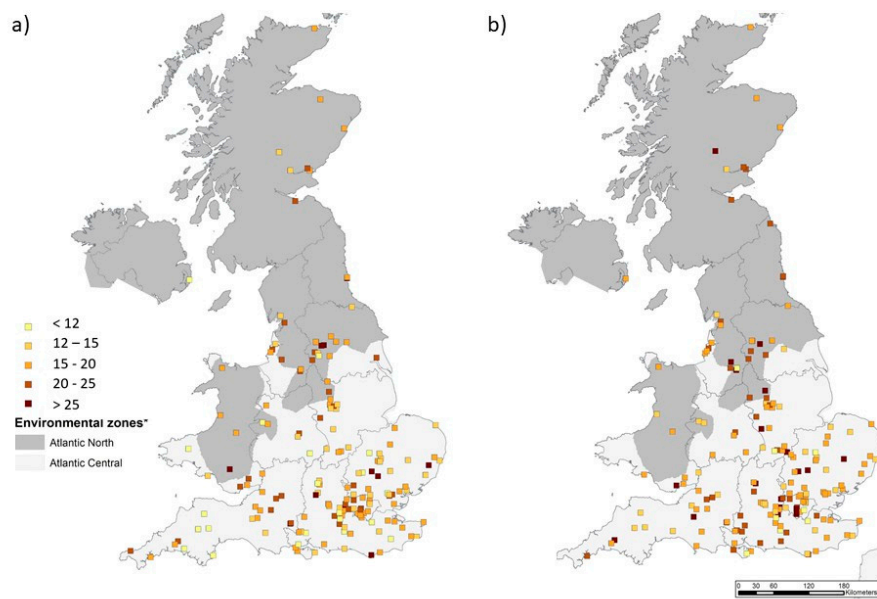 a)
b)
< 12
12 – 15
15 - 20
20 - 25
> 25
Environmental zones*
Atlantic North
Atlantic Central
0 30 60 120 180
Kilometers